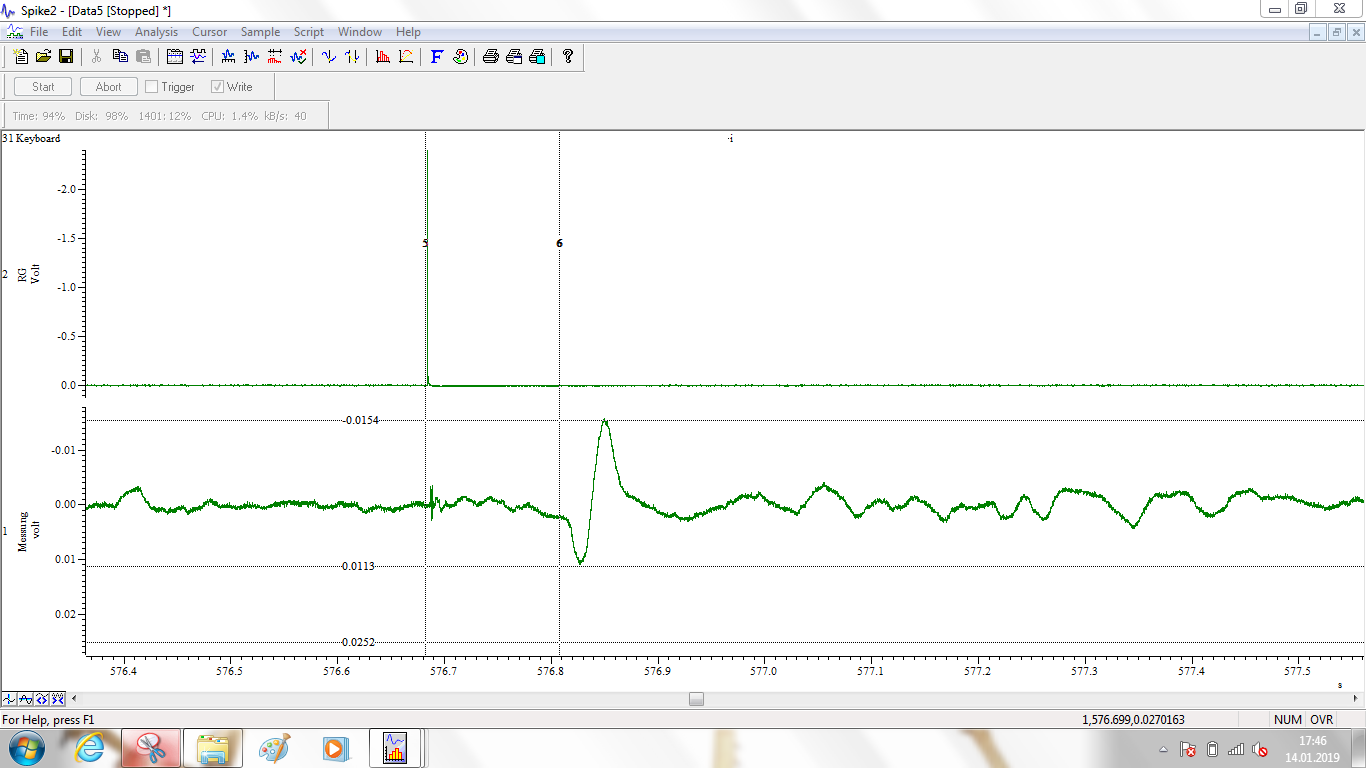 Spike2 - [Data5 [Stopped] *]
File Edit View Analysis Cursor Sample Script Window Help
Start Abort Trigger Write
Time: 94% Disk: 98% 1401: 12% CPU: 1.4% kB/s: 40
31 Keyboard
i
-2.0
-1.5
5 6
2 RG Volt
-1.0
-0.5
0.0
-0.0154
-0.01
0.00
1 Messung volt
0.01
0.0113
0.02
0.0252
576.4 576.5 576.6 576.7 576.8 576.9 577.0 577.1 577.2 577.3 577.4 577.5
s
For Help, press F1 1,576.699,0.0270163 NUM OVR
17:46
14.01.2019